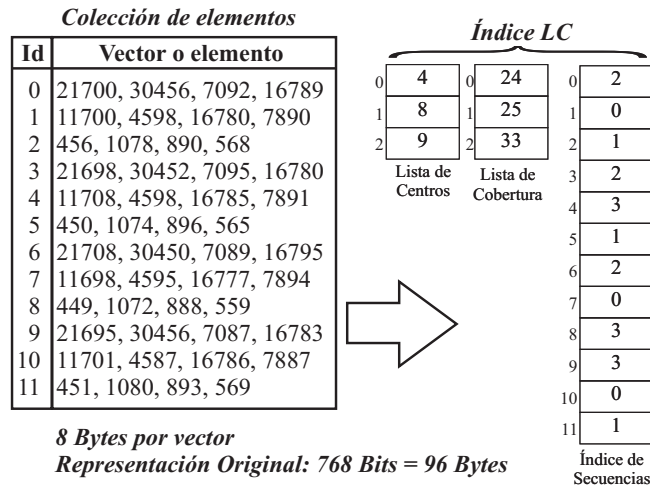 Colección de elementos
Id Vector o elemento
0 21700, 30456, 7092, 16789
1 11700, 4598, 16780, 7890
2 456, 1078, 890, 568
3 21698, 30452, 7095, 16780
4 11708, 4598, 16785, 7891
5 450, 1074, 896, 565
6 21708, 30450, 7089, 16795
7 11698, 4595, 16777, 7894
8 449, 1072, 888, 559
9 21695, 30456, 7087, 16783
10 11701, 4587, 16786, 7887
11 451, 1080, 893, 569
8 Bytes por vector
Representación Original: 768 Bits = 96 Bytes
Índice LC
0 4
1 8
2 9
Lista de
Centros
0 24
1 25
2 33
Lista de
Cobertura
0 2
1 0
2 1
3 2
4 3
5 1
6 2
7 0
8 3
9 3
10 0
11 1
Índice de
Secuencias